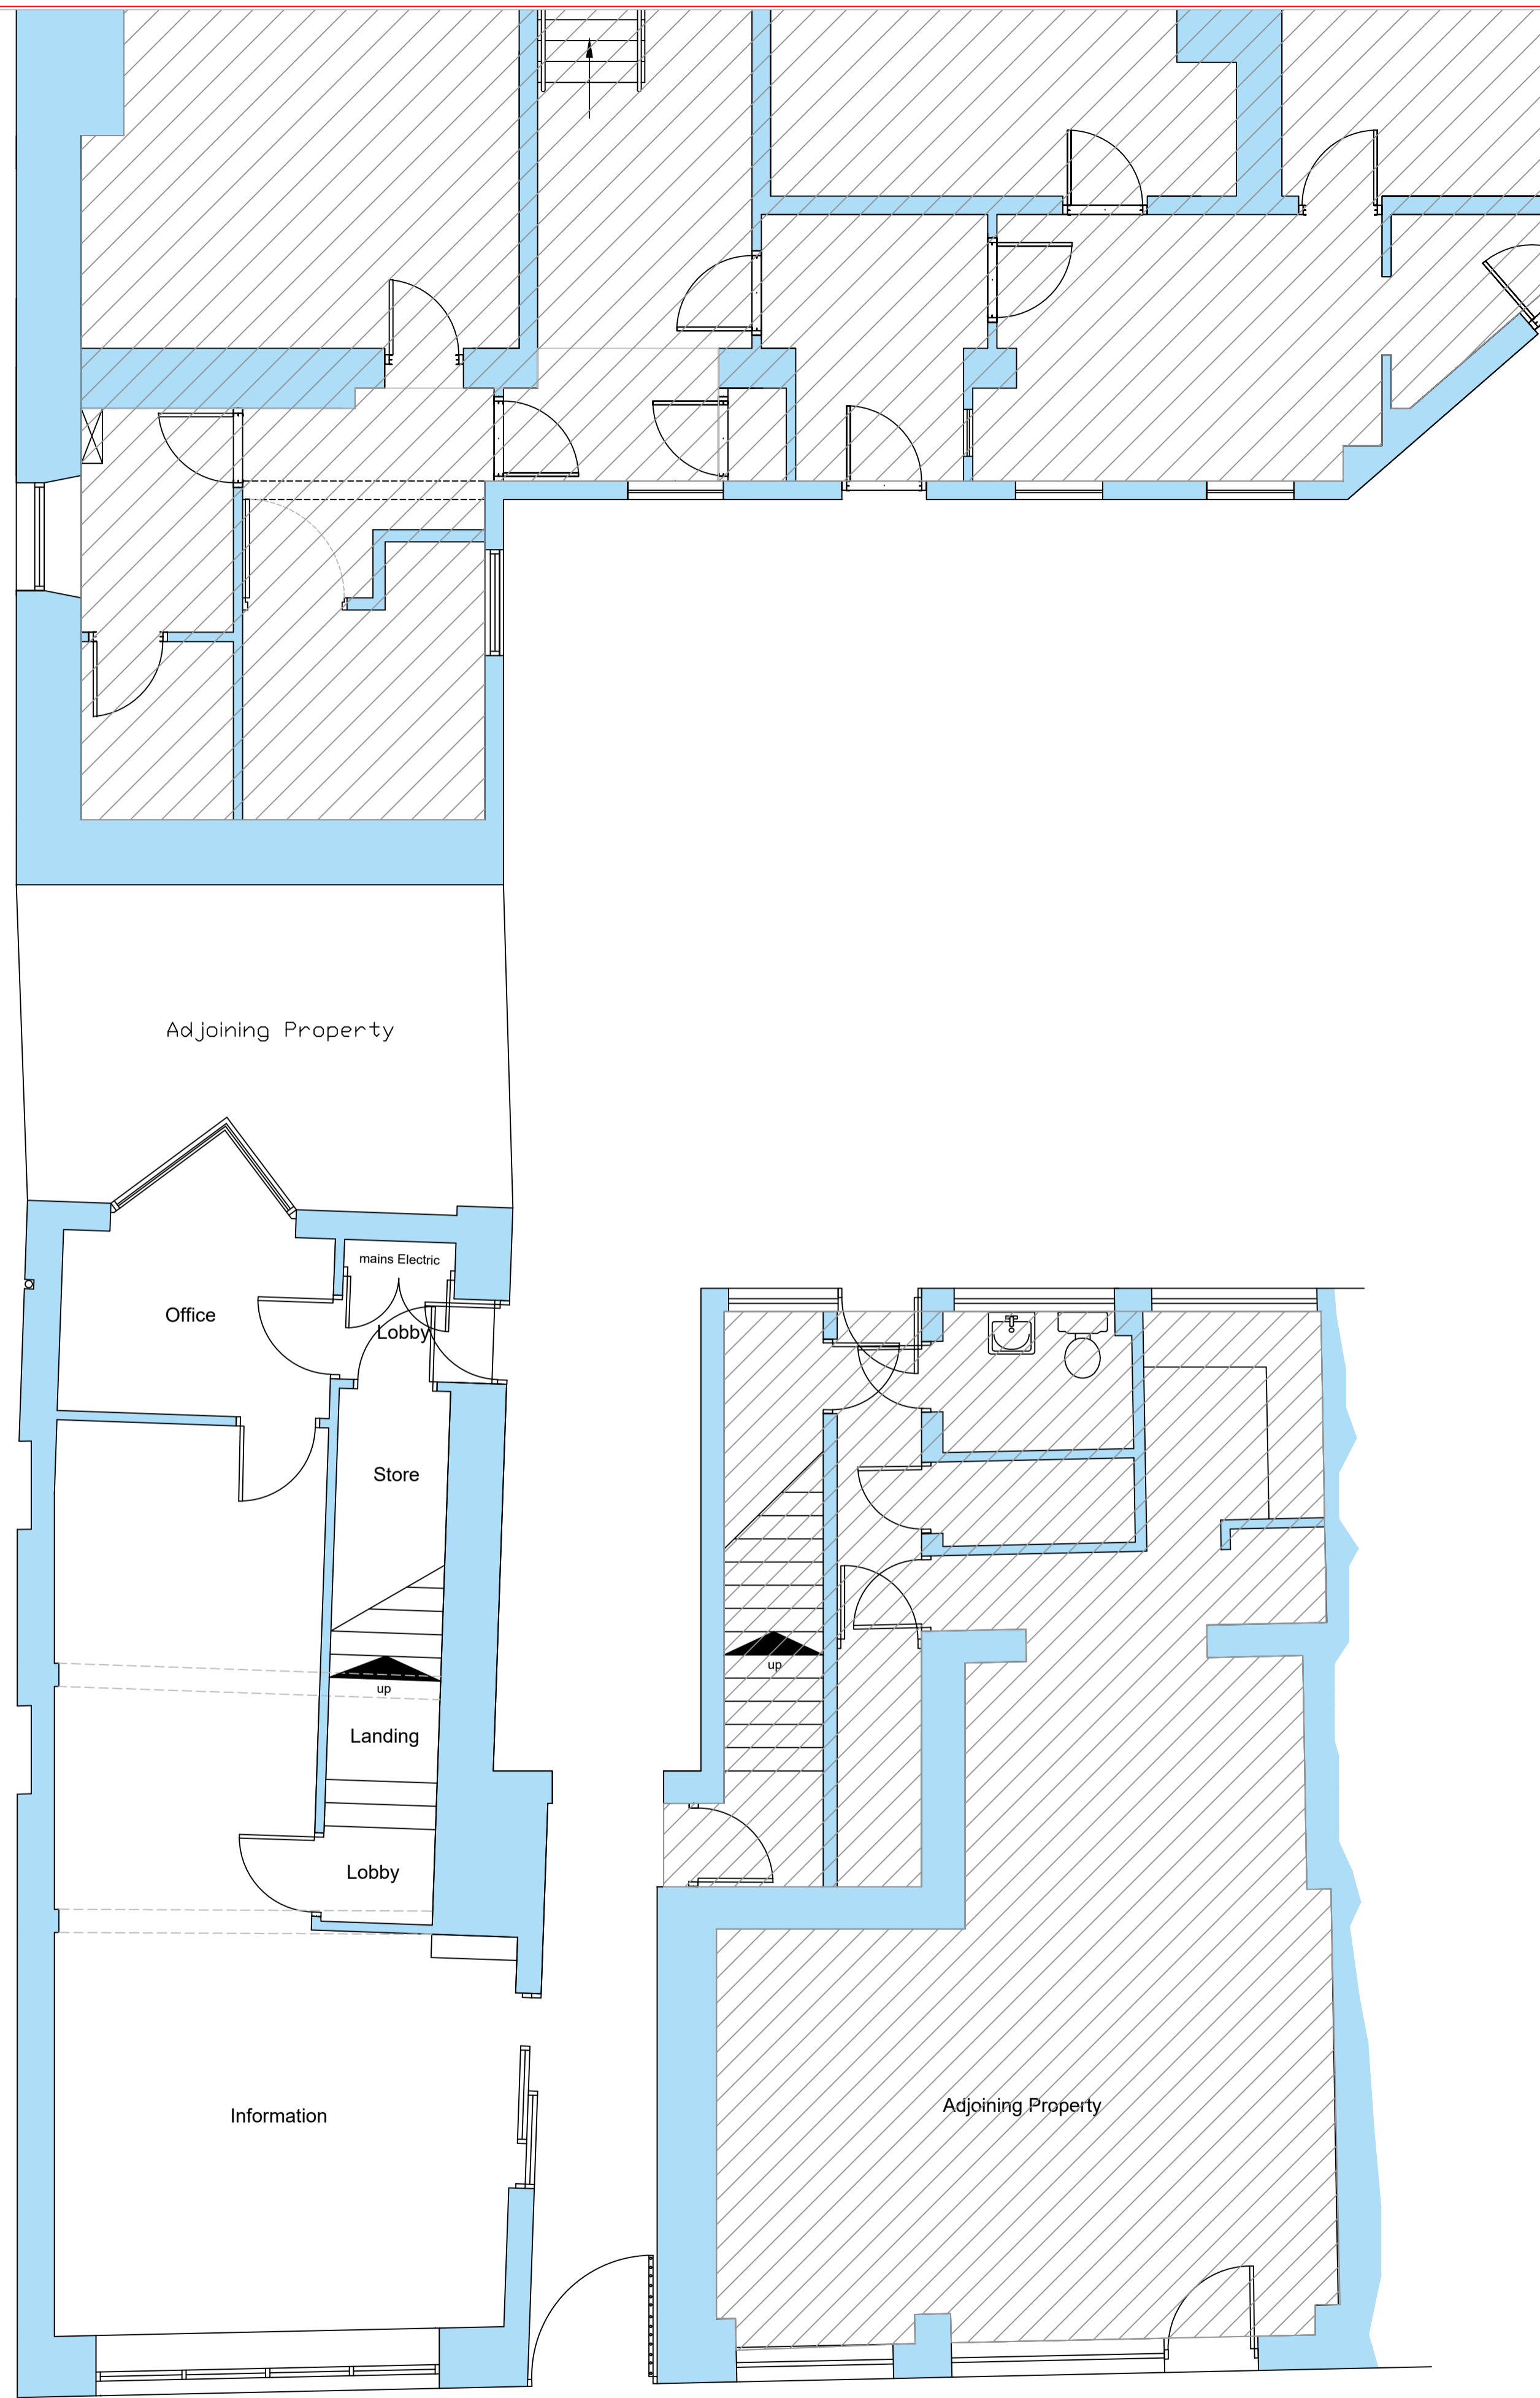 Adjoining Property
mains Electric
Office
Lobby
Store
up
up
Landing
Lobby
Adjoining Property
Information